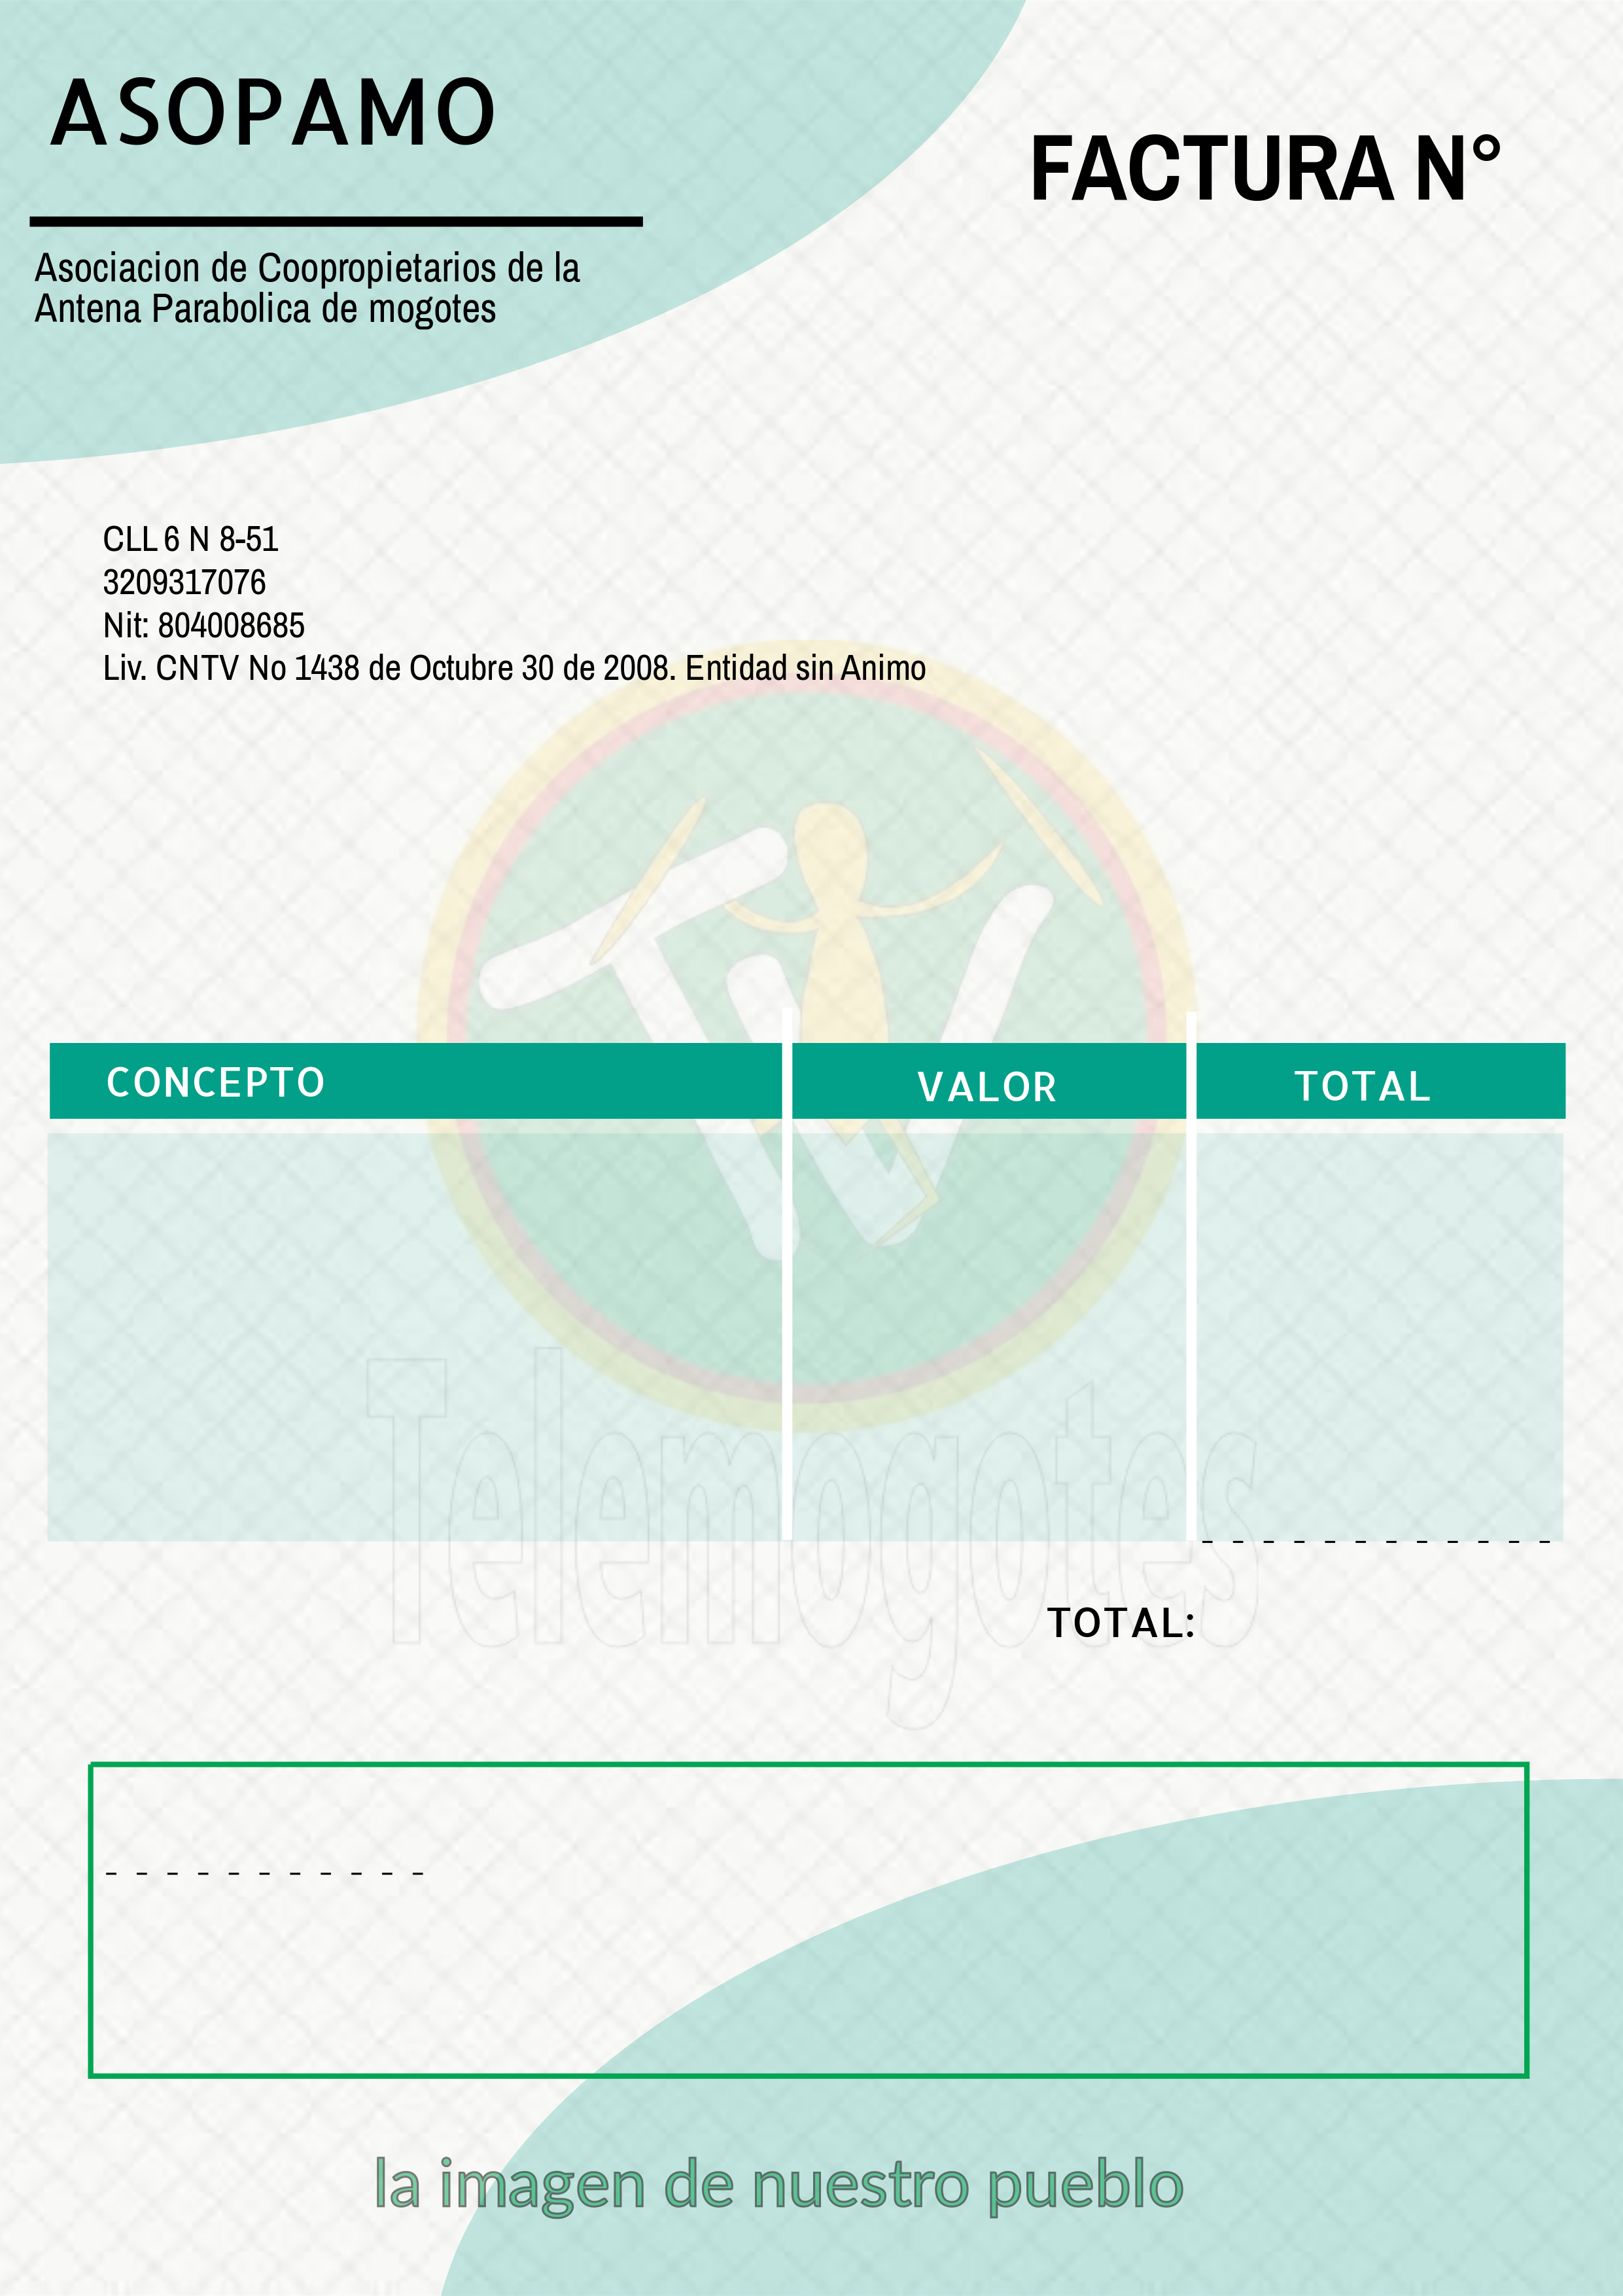 ASOPAMO
FACTURA N°
Asociacion de Coopropietarios de la
Antena Parabolica de mogotes
CLL 6 N 8-51
3209317076
Nit: 804008685
Liv. CNTV No 1438 de Octubre 30 de 2008. Entidad sin Animo
TV
CONCEPTO VALOR TOTAL
Telemogotes
TOTAL:
la imagen de nuestro pueblo